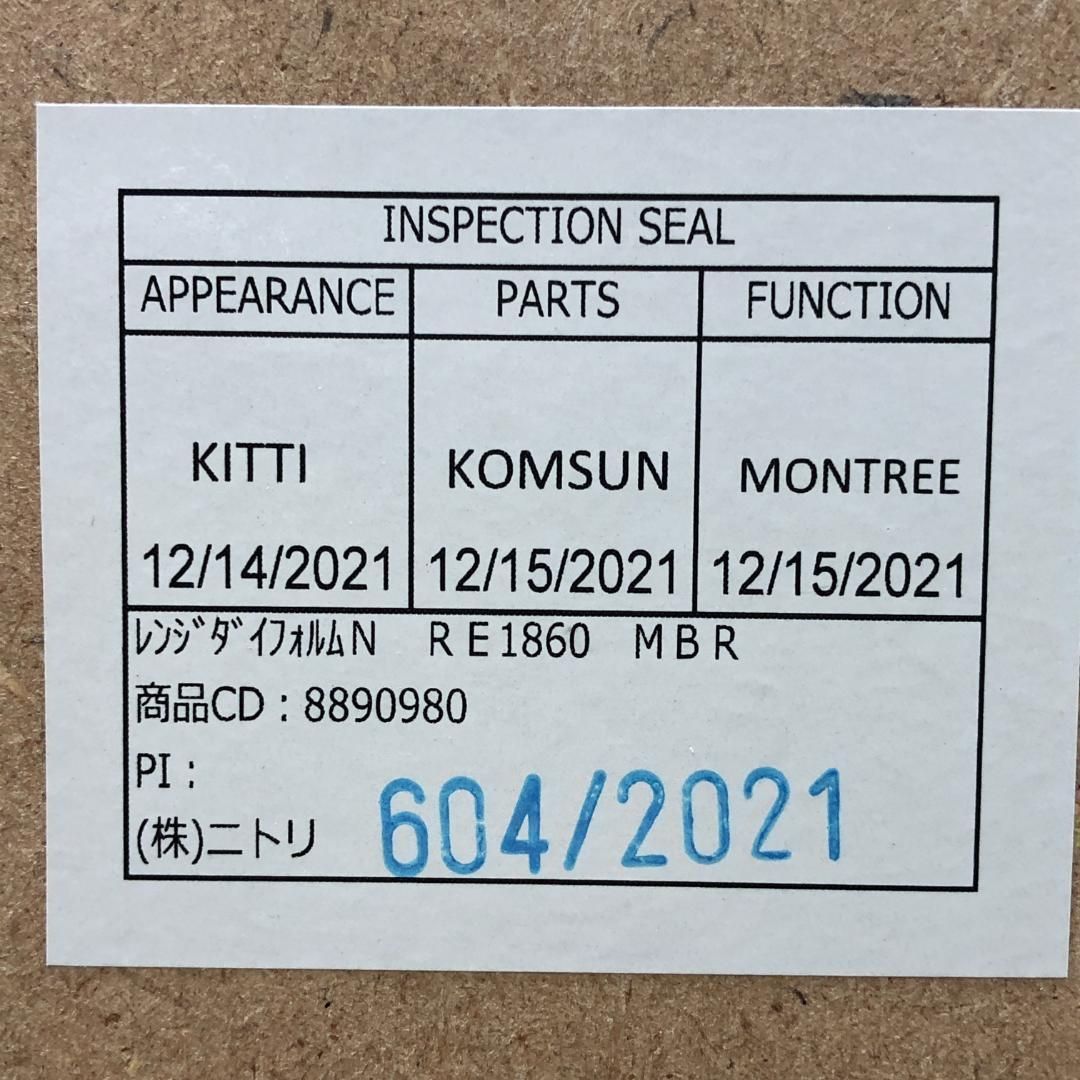 INSPECTION SEAL
APPEARANCE PARTS FUNCTION
KITTI KOMSUN MONTREE
12/14/2021 12/15/2021 12/15/2021
ﾚﾝｼﾞﾀﾞｲﾌｫﾙﾑN　ＲＥ1860　ＭＢＲ
商品CD：8890980
PI：
604/2021
(株)ニトリ